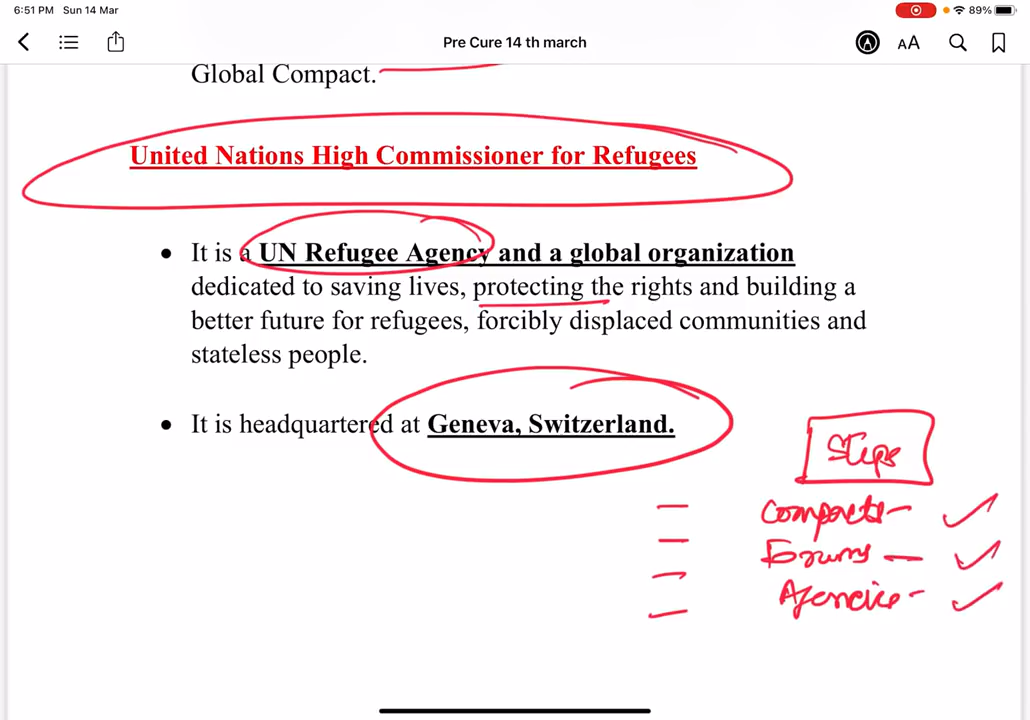 6:51 PM Sun 14 Mar
89%
Pre Cure 14 th march
AA
Global Compact.
United Nations High Commissioner for Refugees
• It is a UN Refugee Agency and a global organization
dedicated to saving lives, protecting the rights and building a
better future for refugees, forcibly displaced communities and
stateless people.
• It is headquartered at Geneva, Switzerland.
Steps
Compacts -
Forums -
Agencies -